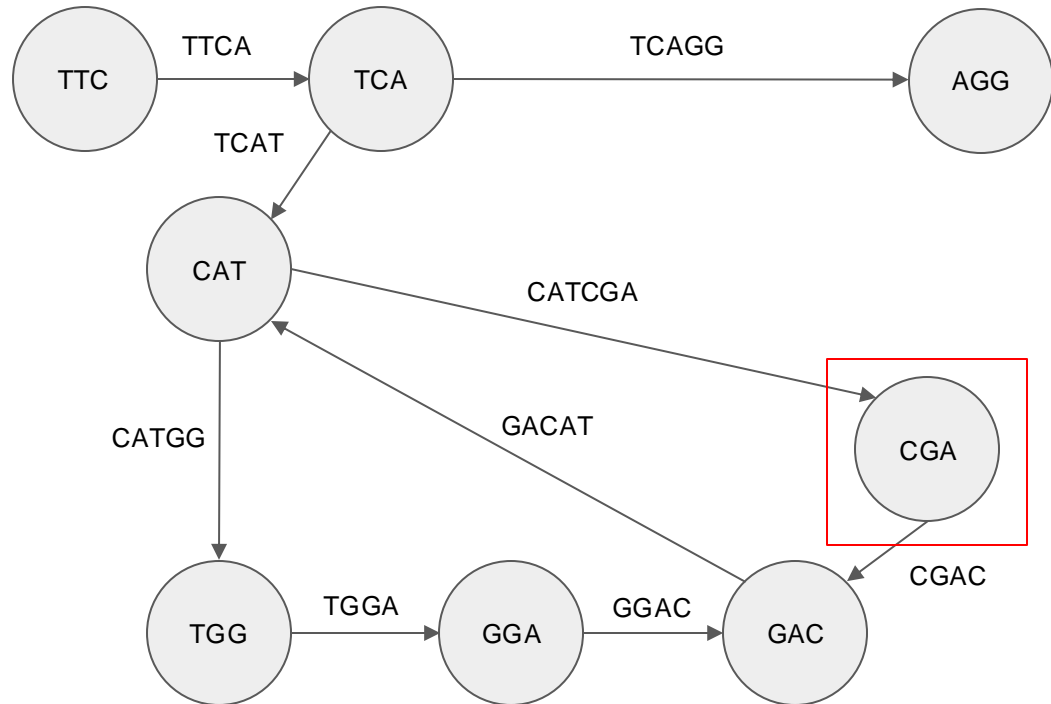 TTCA
TCAGG
TTC
TCA
AGG
TCAT
CAT
CATCGA
CATGG
GACAT
CGA
CGAC
TGGA
GGAC
TGG
GGA
GAC